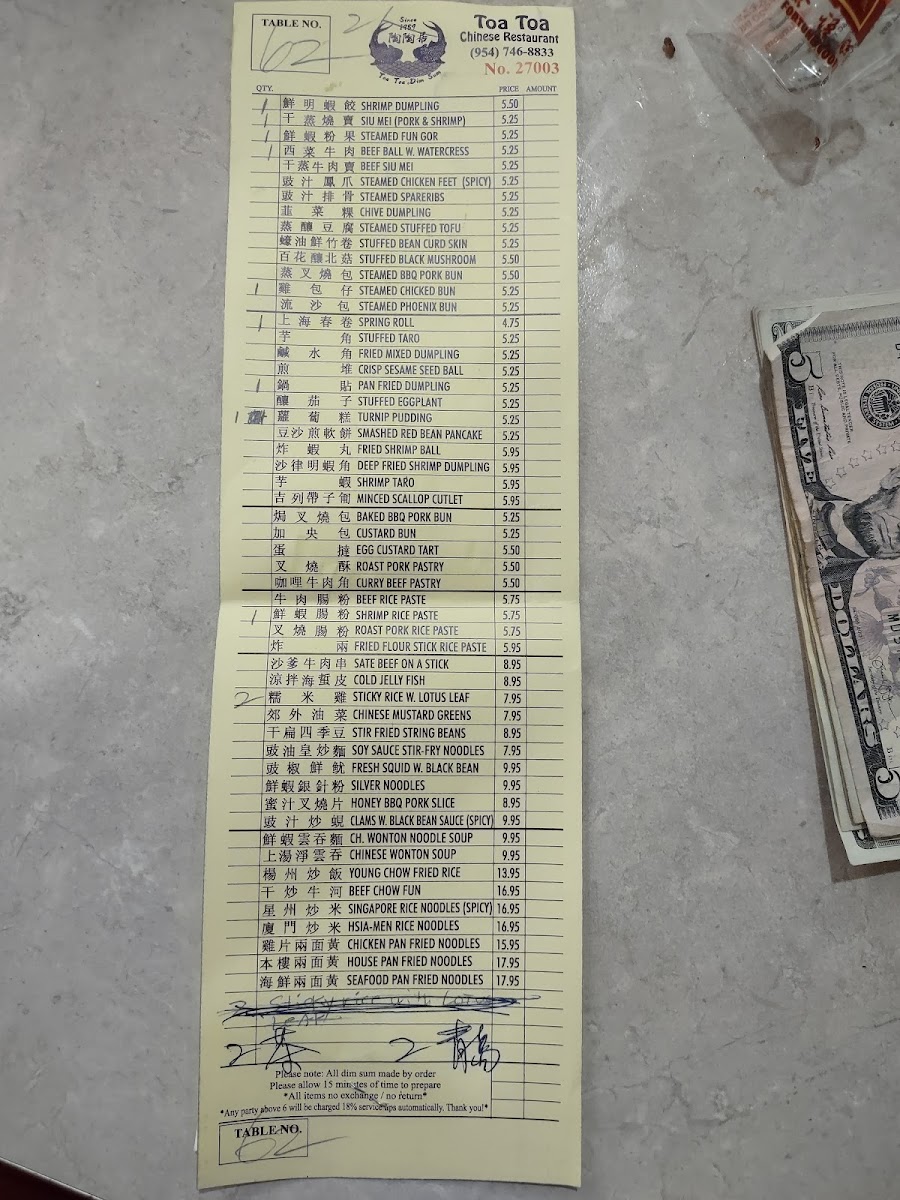 TABLE NO. 62
26
Since 1987
陶陶居
Toa Toa Dim Sum
Toa Toa
Chinese Restaurant
(954) 746-8833
No. 27003
QTY. PRICE AMOUNT
1 鮮明蝦餃 SHRIMP DUMPLING 5.50
1 干蒸燒賣 SIU MEI (PORK & SHRIMP) 5.25
1 鮮蝦粉果 STEAMED FUN GOR 5.25
1 西菜牛肉 BEEF BALL W. WATERCRESS 5.25
干蒸牛肉賣 BEEF SIU MEI 5.25
豉汁鳳爪 STEAMED CHICKEN FEET (SPICY) 5.25
豉汁排骨 STEAMED SPARERIBS 5.25
韮菜粿 CHIVE DUMPLING 5.25
蒸釀豆腐 STEAMED STUFFED TOFU 5.25
蠔油鮮竹卷 STUFFED BEAN CURD SKIN 5.25
百花釀北菇 STUFFED BLACK MUSHROOM 5.50
蒸叉燒包 STEAMED BBQ PORK BUN 5.50
1 雞包仔 STEAMED CHICKED BUN 5.25
流沙包 STEAMED PHOENIX BUN 5.25
1 上海春卷 SPRING ROLL 4.75
芋角 STUFFED TARO 5.25
鹹水角 FRIED MIXED DUMPLING 5.25
煎堆 CRISP SESAME SEED BALL 5.25
1 鍋貼 PAN FRIED DUMPLING 5.25
釀茄子 STUFFED EGGPLANT 5.25
1 蘿蔔糕 TURNIP PUDDING 5.25
豆沙煎軟餅 SMASHED RED BEAN PANCAKE 5.25
炸蝦丸 FRIED SHRIMP BALL 5.95
沙律明蝦角 DEEP FRIED SHRIMP DUMPLING 5.95
芋蝦 SHRIMP TARO 5.95
吉列帶子甸 MINCED SCALLOP CUTLET 5.95
焗叉燒包 BAKED BBQ PORK BUN 5.25
加央包 CUSTARD BUN 5.25
蛋撻 EGG CUSTARD TART 5.50
叉燒酥 ROAST PORK PASTRY 5.50
咖哩牛肉角 CURRY BEEF PASTRY 5.50
牛肉腸粉 BEEF RICE PASTE 5.75
1 鮮蝦腸粉 SHRIMP RICE PASTE 5.75
叉燒腸粉 ROAST PORK RICE PASTE 5.75
炸兩 FRIED FLOUR STICK RICE PASTE 5.95
沙爹牛肉串 SATE BEEF ON A STICK 8.95
涼拌海蜇皮 COLD JELLY FISH 8.95
2 糯米雞 STICKY RICE W. LOTUS LEAF 7.95
郊外油菜 CHINESE MUSTARD GREENS 7.95
干扁四季豆 STIR FRIED STRING BEANS 8.95
豉油皇炒麵 SOY SAUCE STIR-FRY NOODLES 7.95
豉椒鮮魷 FRESH SQUID W. BLACK BEAN 9.95
鮮蝦銀針粉 SILVER NOODLES 9.95
蜜汁叉燒片 HONEY BBQ PORK SLICE 8.95
豉汁炒蜆 CLAMS W. BLACK BEAN SAUCE (SPICY) 9.95
鮮蝦雲吞麵 CH. WONTON NOODLE SOUP 9.95
上湯淨雲吞 CHINESE WONTON SOUP 9.95
楊州炒飯 YOUNG CHOW FRIED RICE 13.95
干炒牛河 BEEF CHOW FUN 16.95
星州炒米 SINGAPORE RICE NOODLES (SPICY) 16.95
廈門炒米 HSIA-MEN RICE NOODLES 16.95
雞片兩面黃 CHICKEN PAN FRIED NOODLES 15.95
本樓兩面黃 HOUSE PAN FRIED NOODLES 17.95
海鮮兩面黃 SEAFOOD PAN FRIED NOODLES 17.95
2 Sticky rice with Lotus
LEAF
2 2 青島
Please note: All dim sum made by order
Please allow 15 minutes of time to prepare
*All items no exchange / no return*
*Any party above 6 will be charged 18% service tips automatically. Thank you!*
TABLE NO.
62
FIVE
DOLLARS
5